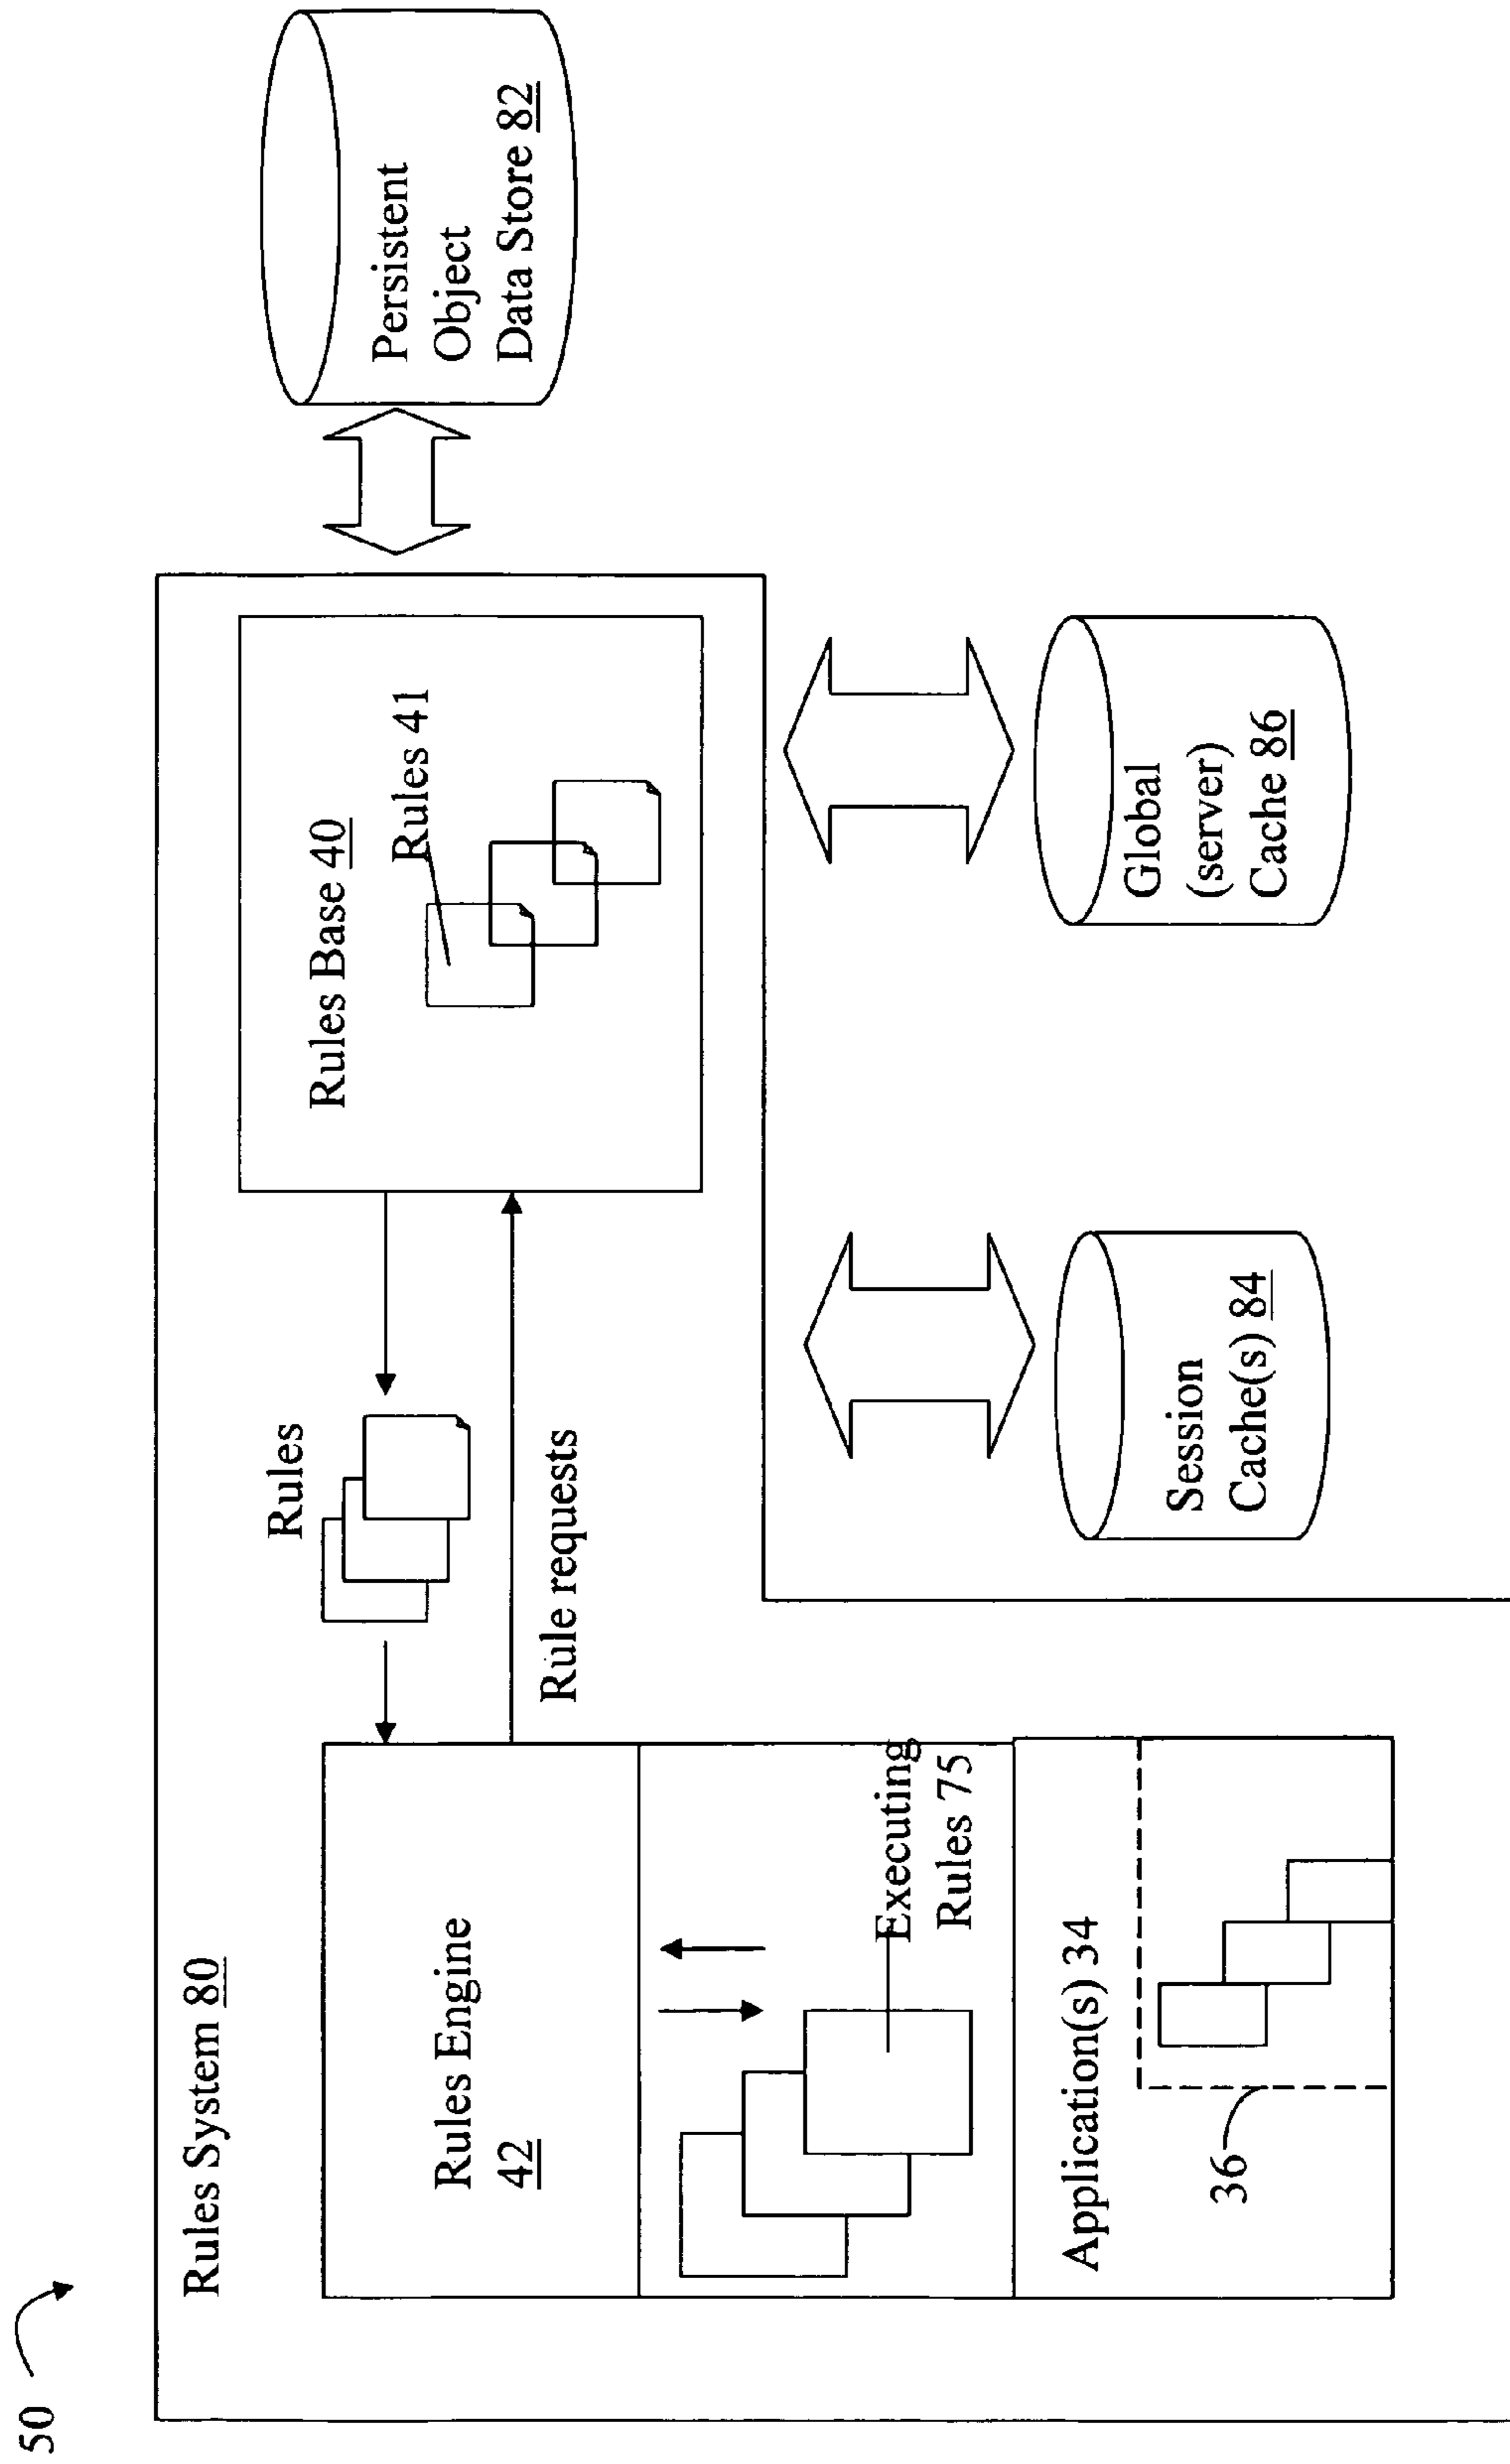 50
Rules System 80
Rules Engine
42
Executing
Rules 75
Application(s) 34
36
Rules
Rule requests
Rules Base 40
Rules 41
Persistent
Object
Data Store 82
Session
Cache(s) 84
Global
(server)
Cache 86